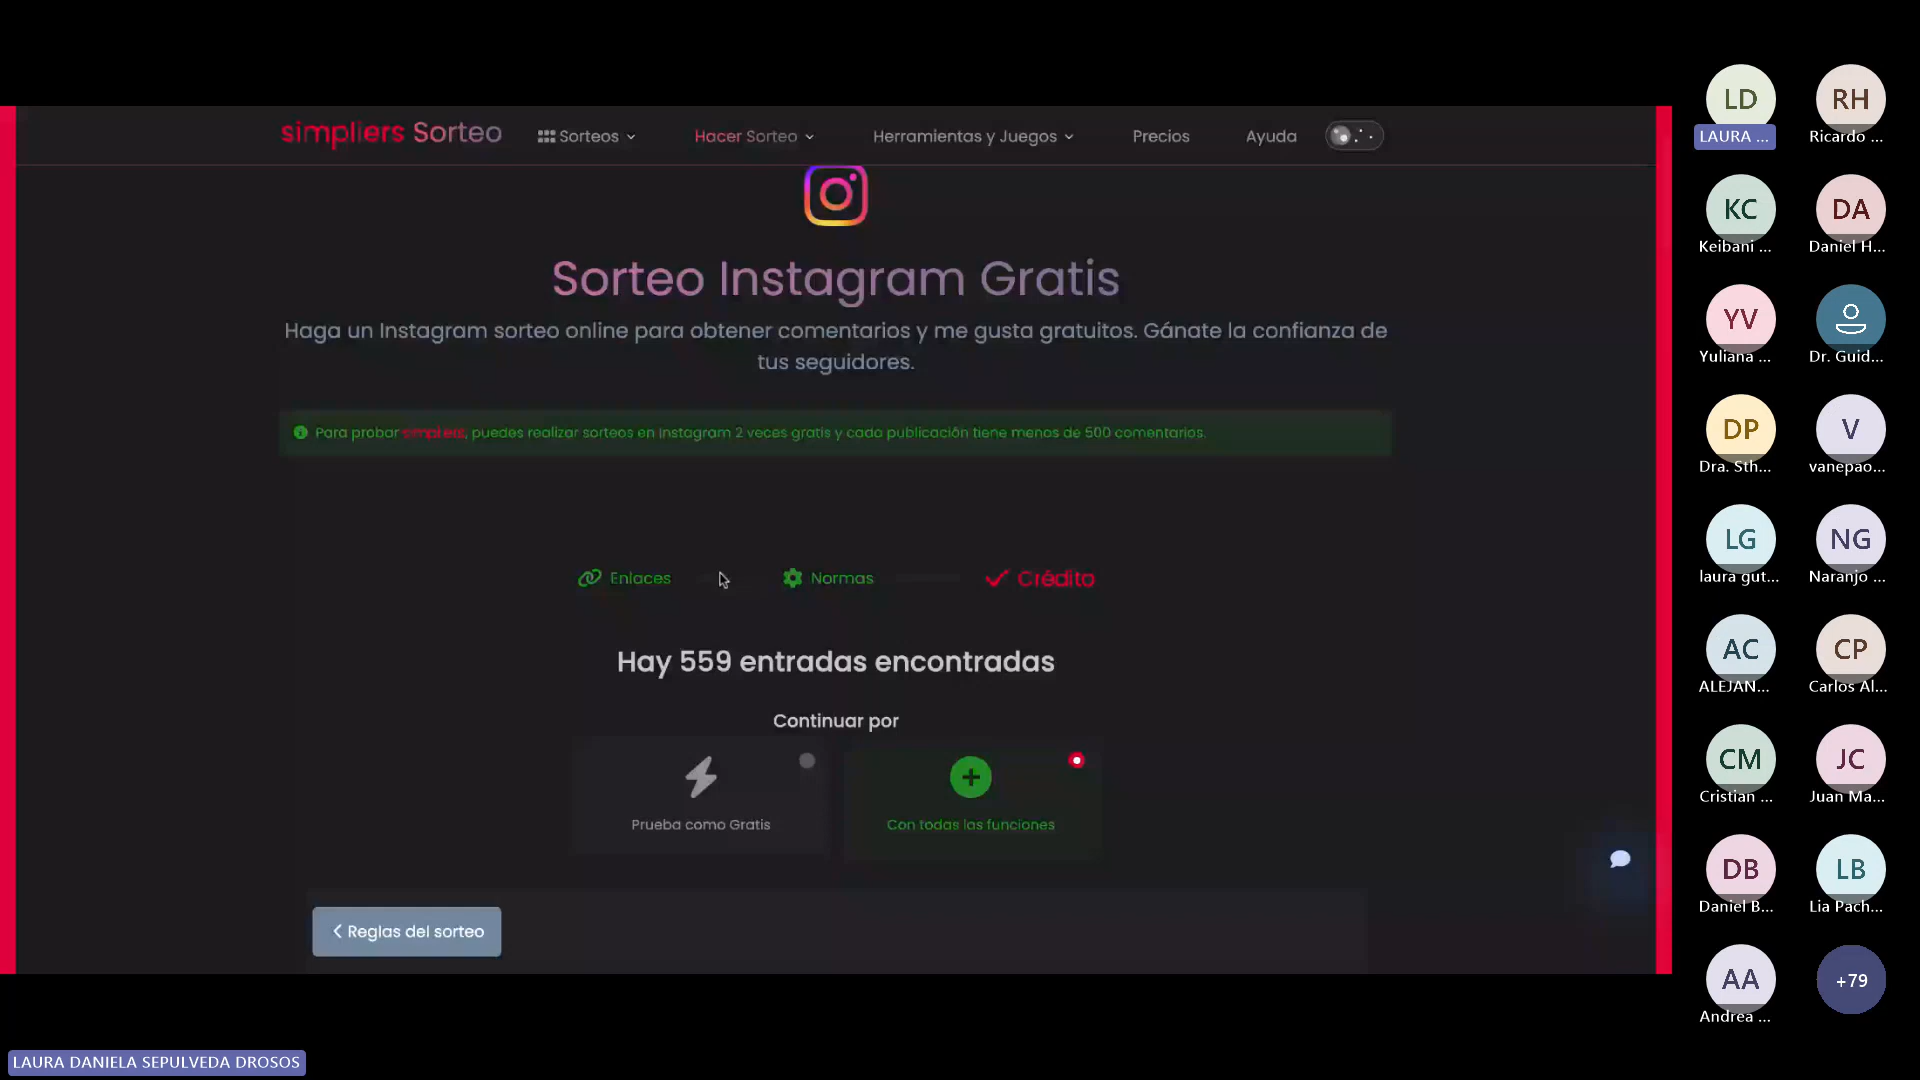 simpliers Sorteo
Sorteos
Hacer Sorteo
Herramientas y Juegos
Precios
Ayuda
Sorteo Instagram Gratis
Haga un Instagram sorteo online para obtener comentarios y me gusta gratuitos. Gánate la confianza de
tus seguidores.
Para probar simpliers, puedes realizar sorteos en Instagram 2 veces gratis y cada publicación tiene menos de 500 comentarios.
Enlaces
Normas
Crédito
Hay 559 entradas encontradas
Continuar por
Prueba como Gratis
Con todas las funciones
Reglas del sorteo
LD
LAURA ...
RH
Ricardo ...
KC
Keibani ...
DA
Daniel H...
YV
Yuliana ...
Dr. Guid...
DP
Dra. Sth...
V
vanepao...
LG
laura gut...
NG
Naranjo ...
AC
ALEJAN...
CP
Carlos Al...
CM
Cristian ...
JC
Juan Ma...
DB
Daniel B...
LB
Lia Pach...
AA
Andrea ...
+79
LAURA DANIELA SEPULVEDA DROSOS